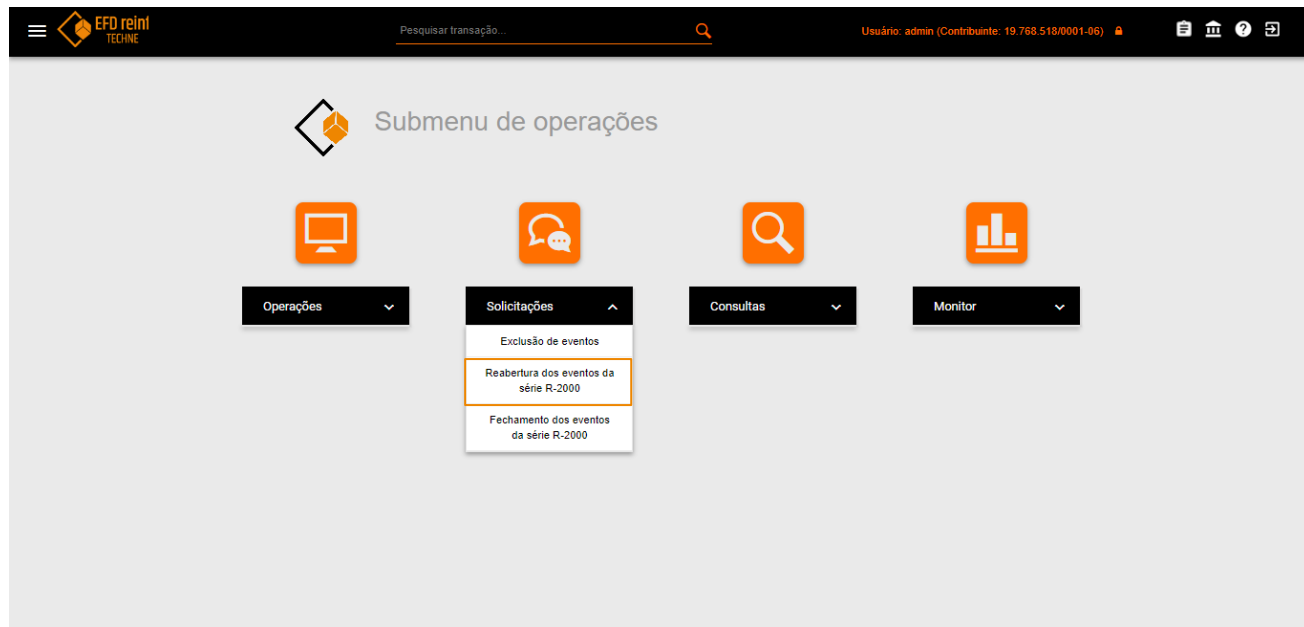 EFD reinf
TECHNE
Pesquisar transação...
Usuário: admin (Contribuinte: 19.768.518/0001-06)
Submenu de operações
Operações
Solicitações
Consultas
Monitor
Exclusão de eventos
Reabertura dos eventos da
série R-2000
Fechamento dos eventos
da série R-2000